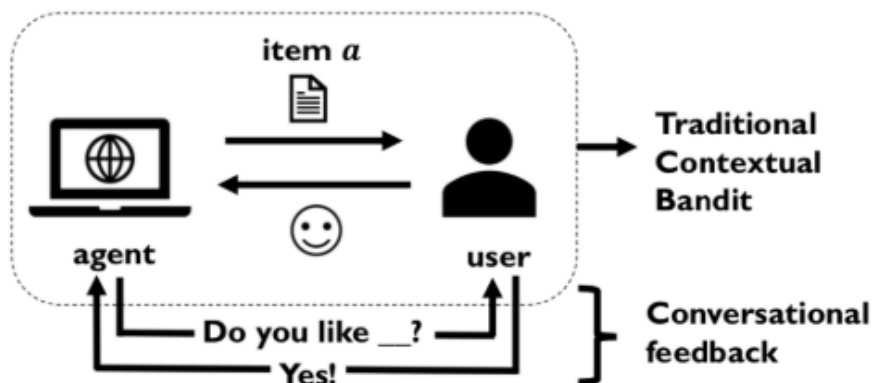 item a
Traditional
Contextual
Bandit
agent
user
Do you like __?
Yes!
Conversational
feedback